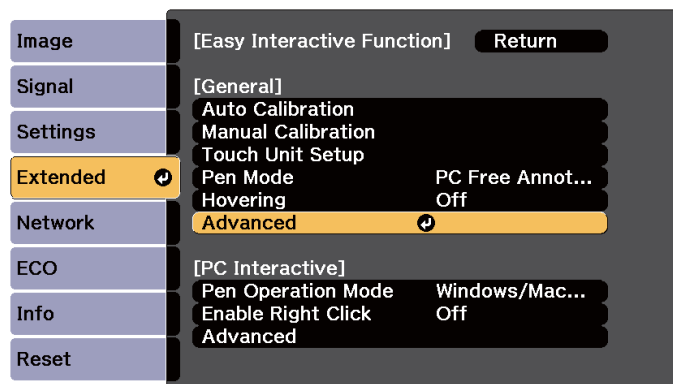 Image
Signal
Settings
Extended
Network
ECO
Info
Reset
[Easy Interactive Function] Return
[General]
Auto Calibration
Manual Calibration
Touch Unit Setup
Pen Mode PC Free Annot...
Hovering Off
Advanced
[PC Interactive]
Pen Operation Mode Windows/Mac...
Enable Right Click Off
Advanced